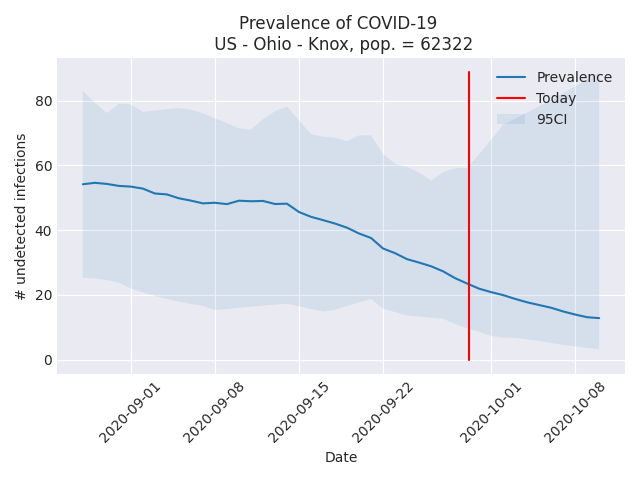 Prevalence of COVID-19
US - Ohio - Knox, pop. = 62322
Prevalence
Today
95CI
# undetected infections
80
60
40
20
0
2020-09-01
2020-09-08
2020-09-15
2020-09-22
2020-10-01
2020-10-08
Date